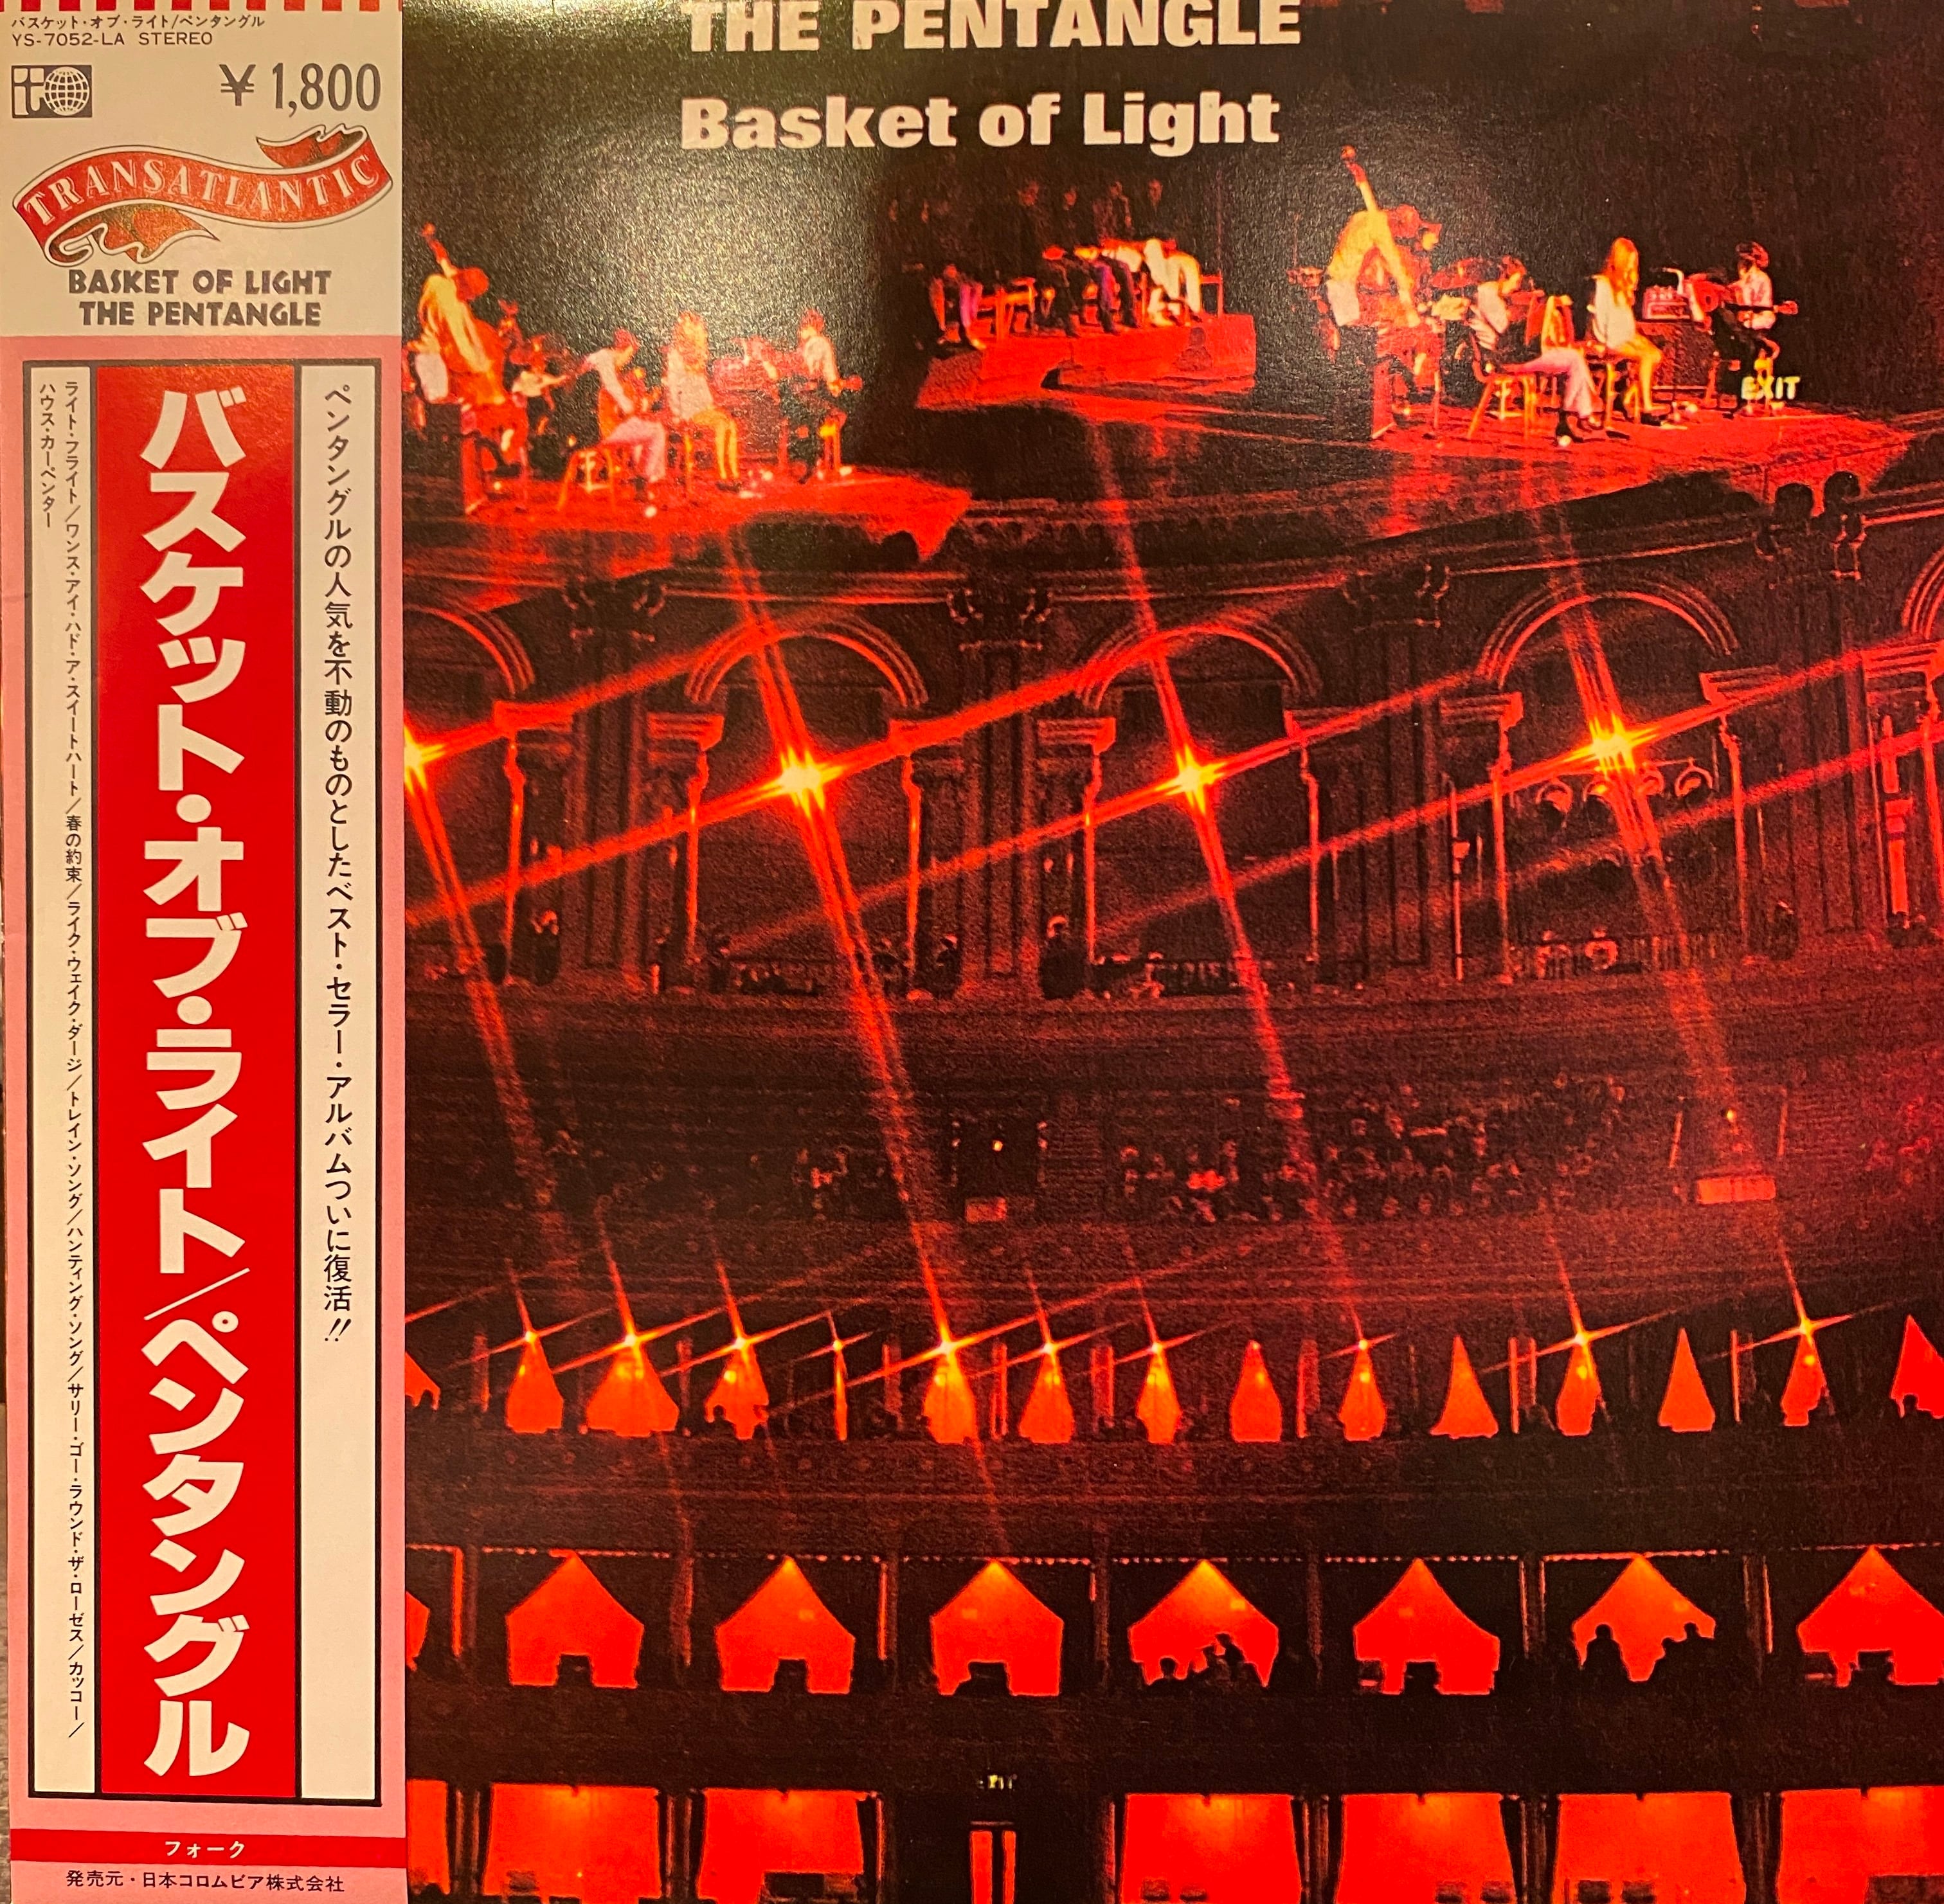 バスケット・オブ・ライト/ペンタングル
YS-7052-LA STEREO
t
¥1,800
TRANSATLANTIC
BASKET OF LIGHT
THE PENTANGLE
ペンタングルの人気を不動のものとしたベスト・セラー・アルバムついに復活!!
バスケット・オブ・ライト/ペンタングル
ライト・フライト/ワンス・アイ・ハド・ア・スイートハート/春の約束/ライク・ウェイク・ダージ/トレイン・ソング/ハンティング・ソング/サリー・ゴー・ラウンド・ザ・ローゼス/カッコー/
ハウス・カーペンター
フォーク
発売元・日本コロムビア株式会社
THE PENTANGLE
Basket of Light
EXIT